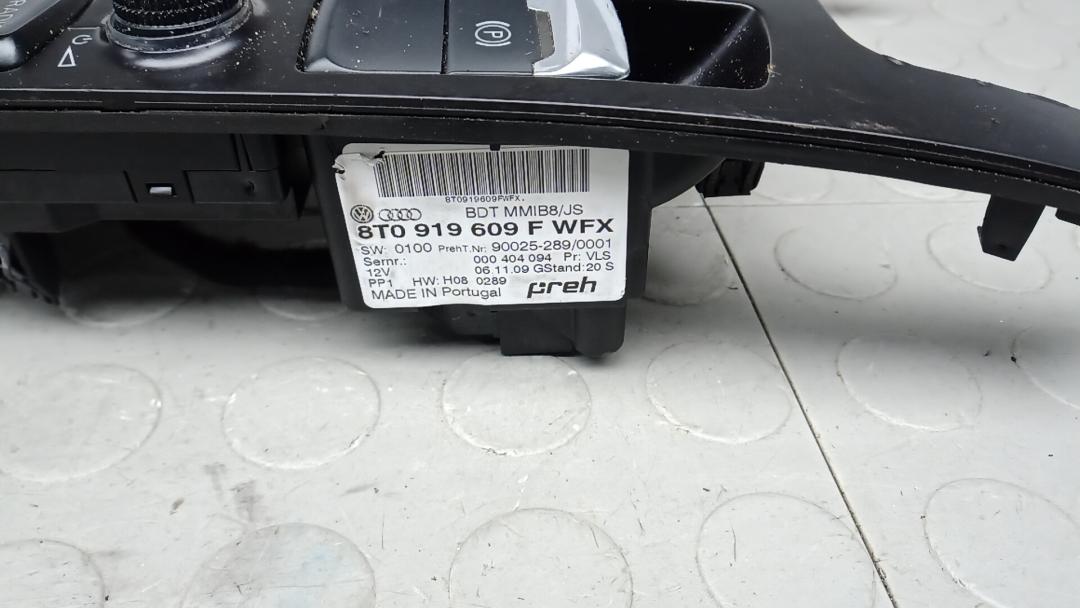 RADIO
(P)
8T0919609FWFX.
BDT MMIB8/JS
8T0 919 609 F WFX
SW: 0100 PrehT.Nr: 90025-289/0001
Sernr.: 000 404 094 Pr: VLS
12V 06.11.09 GStand: 20 S
PP1 HW: H08 0289
MADE IN Portugal preh